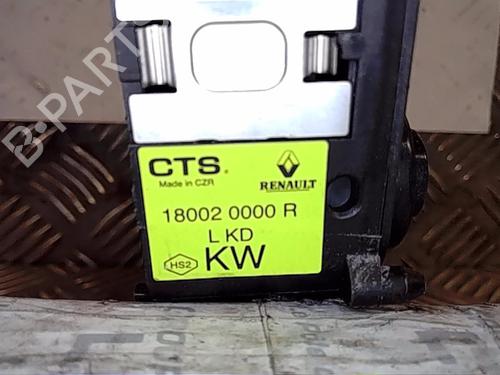 B-PARTS
CTS.
Made in CZR
RENAULT
18002 0000 R
L KD
HS2
KW